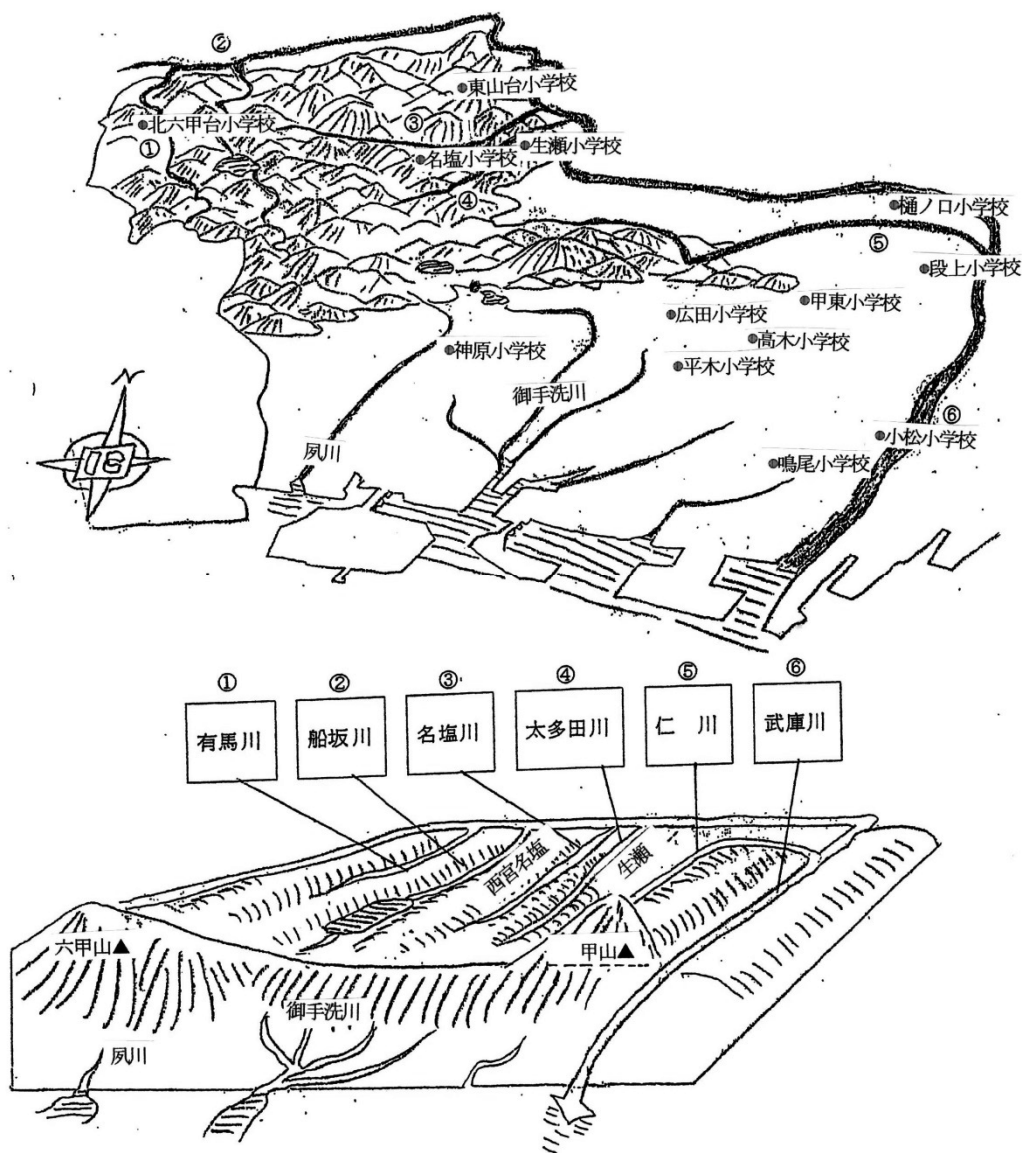 ②
東山台小学校
北六甲台小学校
③
生瀬小学校
①
名塩小学校
④
樋ノ口小学校
⑤
段上小学校
甲東小学校
広田小学校
高木小学校
神原小学校
平木小学校
御手洗川
⑥
小松小学校
夙川
鳴尾小学校
N
① ② ③ ④ ⑤ ⑥
有馬川 船坂川 名塩川 太多田川 仁川 武庫川
西宮名塩
生瀬
六甲山▲
甲山▲
御手洗川
夙川